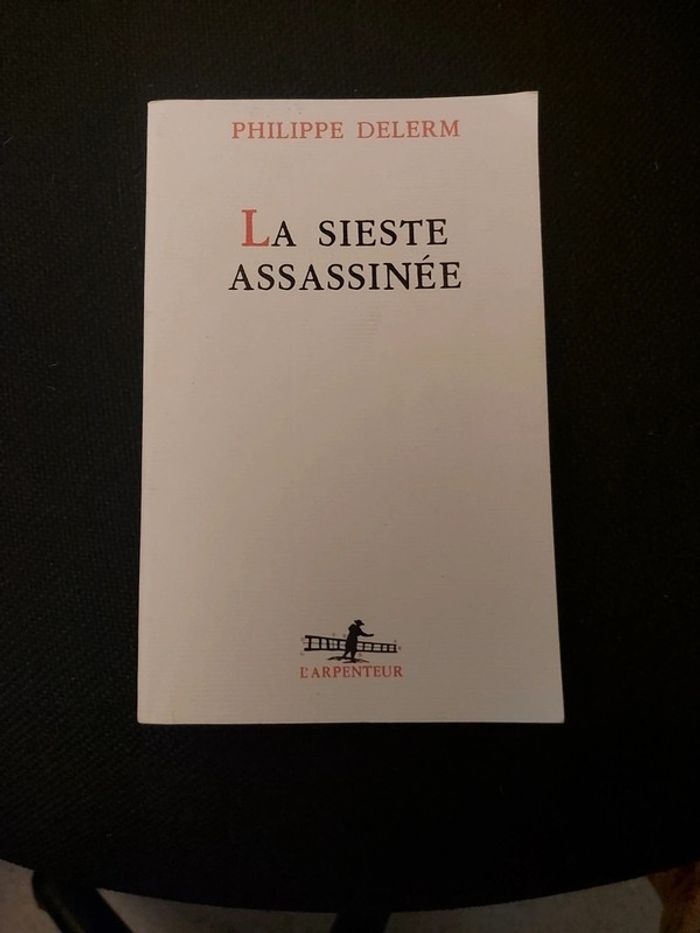 PHILIPPE DELERM
LA SIESTE
ASSASSINÉE
L'ARPENTEUR